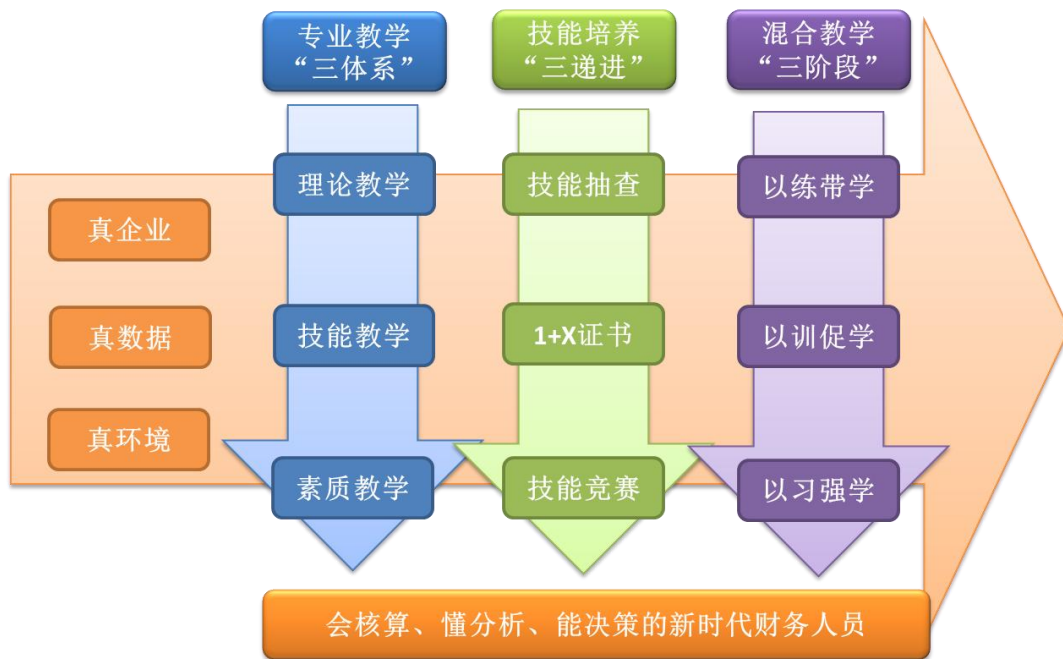 专业教学
“三体系”
技能培养
“三递进”
混合教学
“三阶段”
真企业
真数据
真环境
理论教学
技能教学
素质教学
技能抽查
1+X证书
技能竞赛
以练带学
以训促学
以习强学
会核算、懂分析、能决策的新时代财务人员